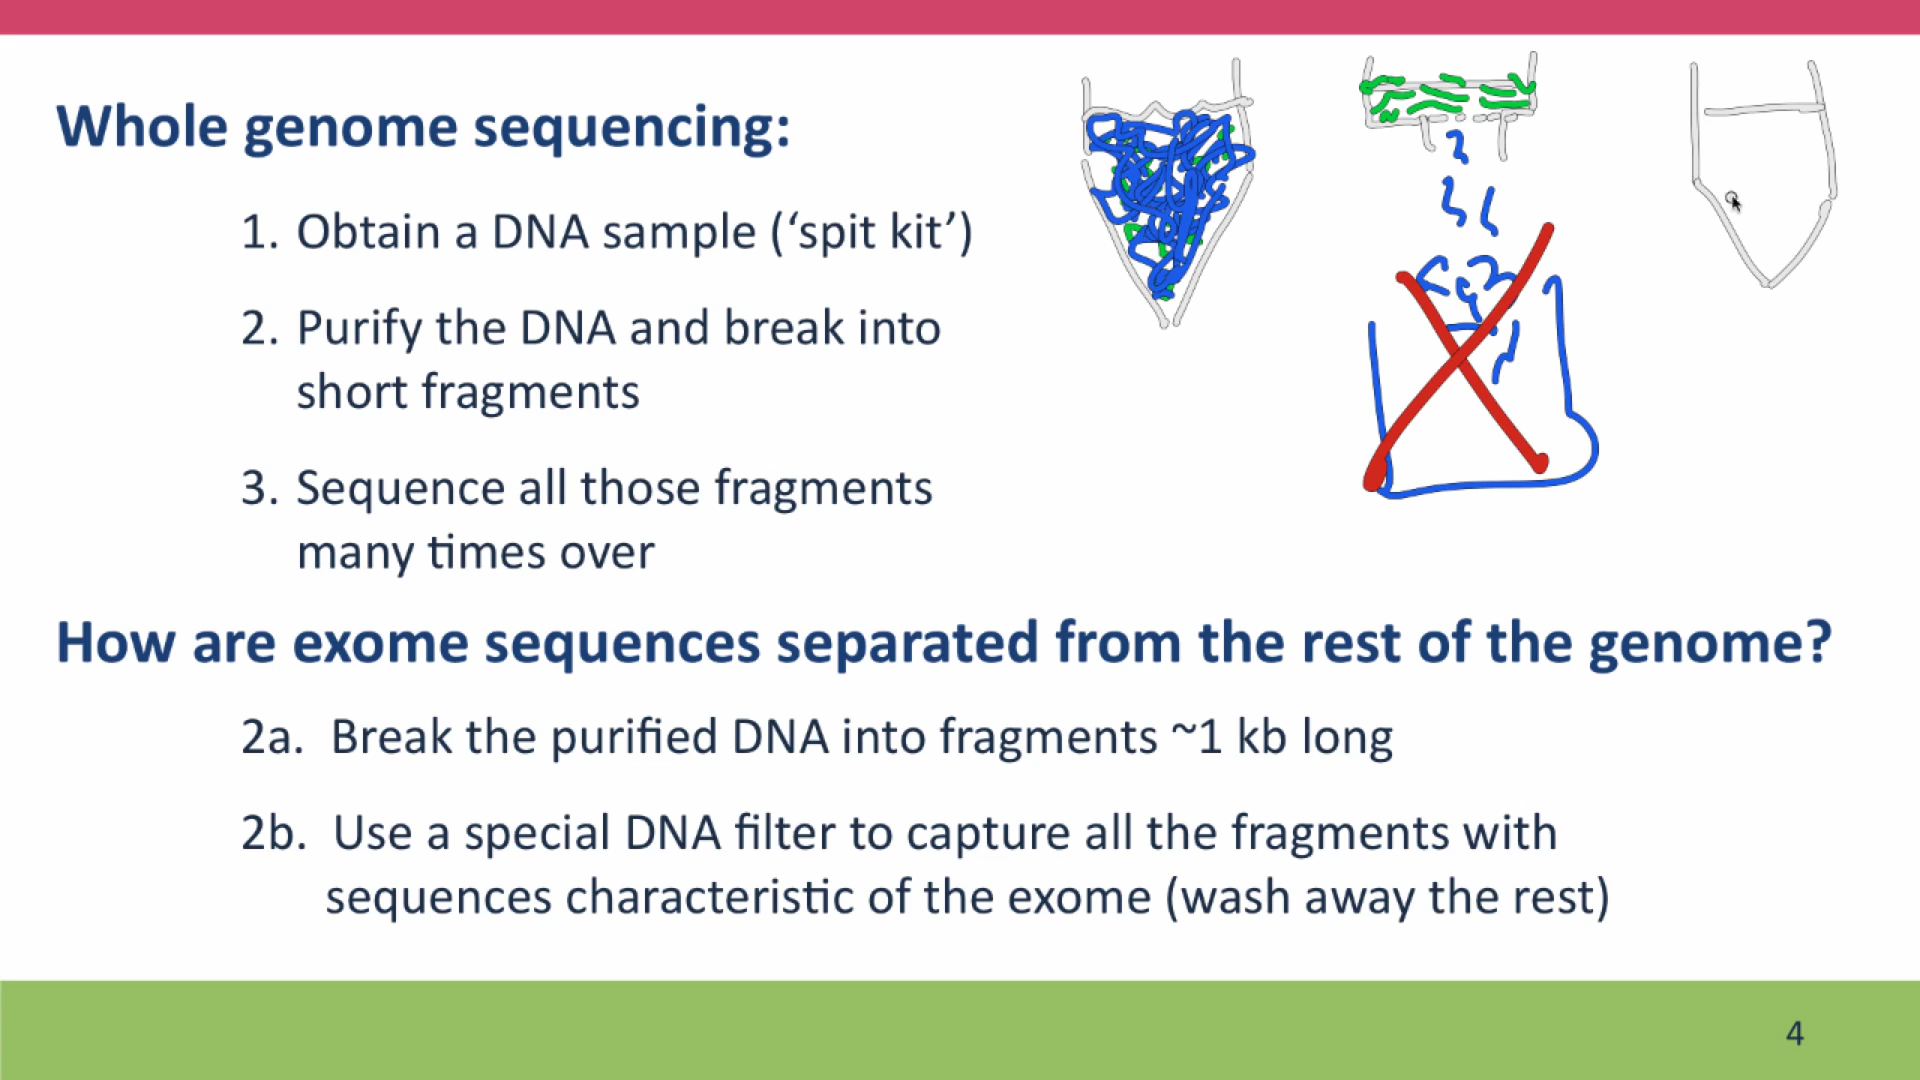 Whole genome sequencing:
1. Obtain a DNA sample (‘spit kit’)
2. Purify the DNA and break into
short fragments
3. Sequence all those fragments
many times over
How are exome sequences separated from the rest of the genome?
2a. Break the purified DNA into fragments ~1 kb long
2b. Use a special DNA filter to capture all the fragments with
sequences characteristic of the exome (wash away the rest)
4